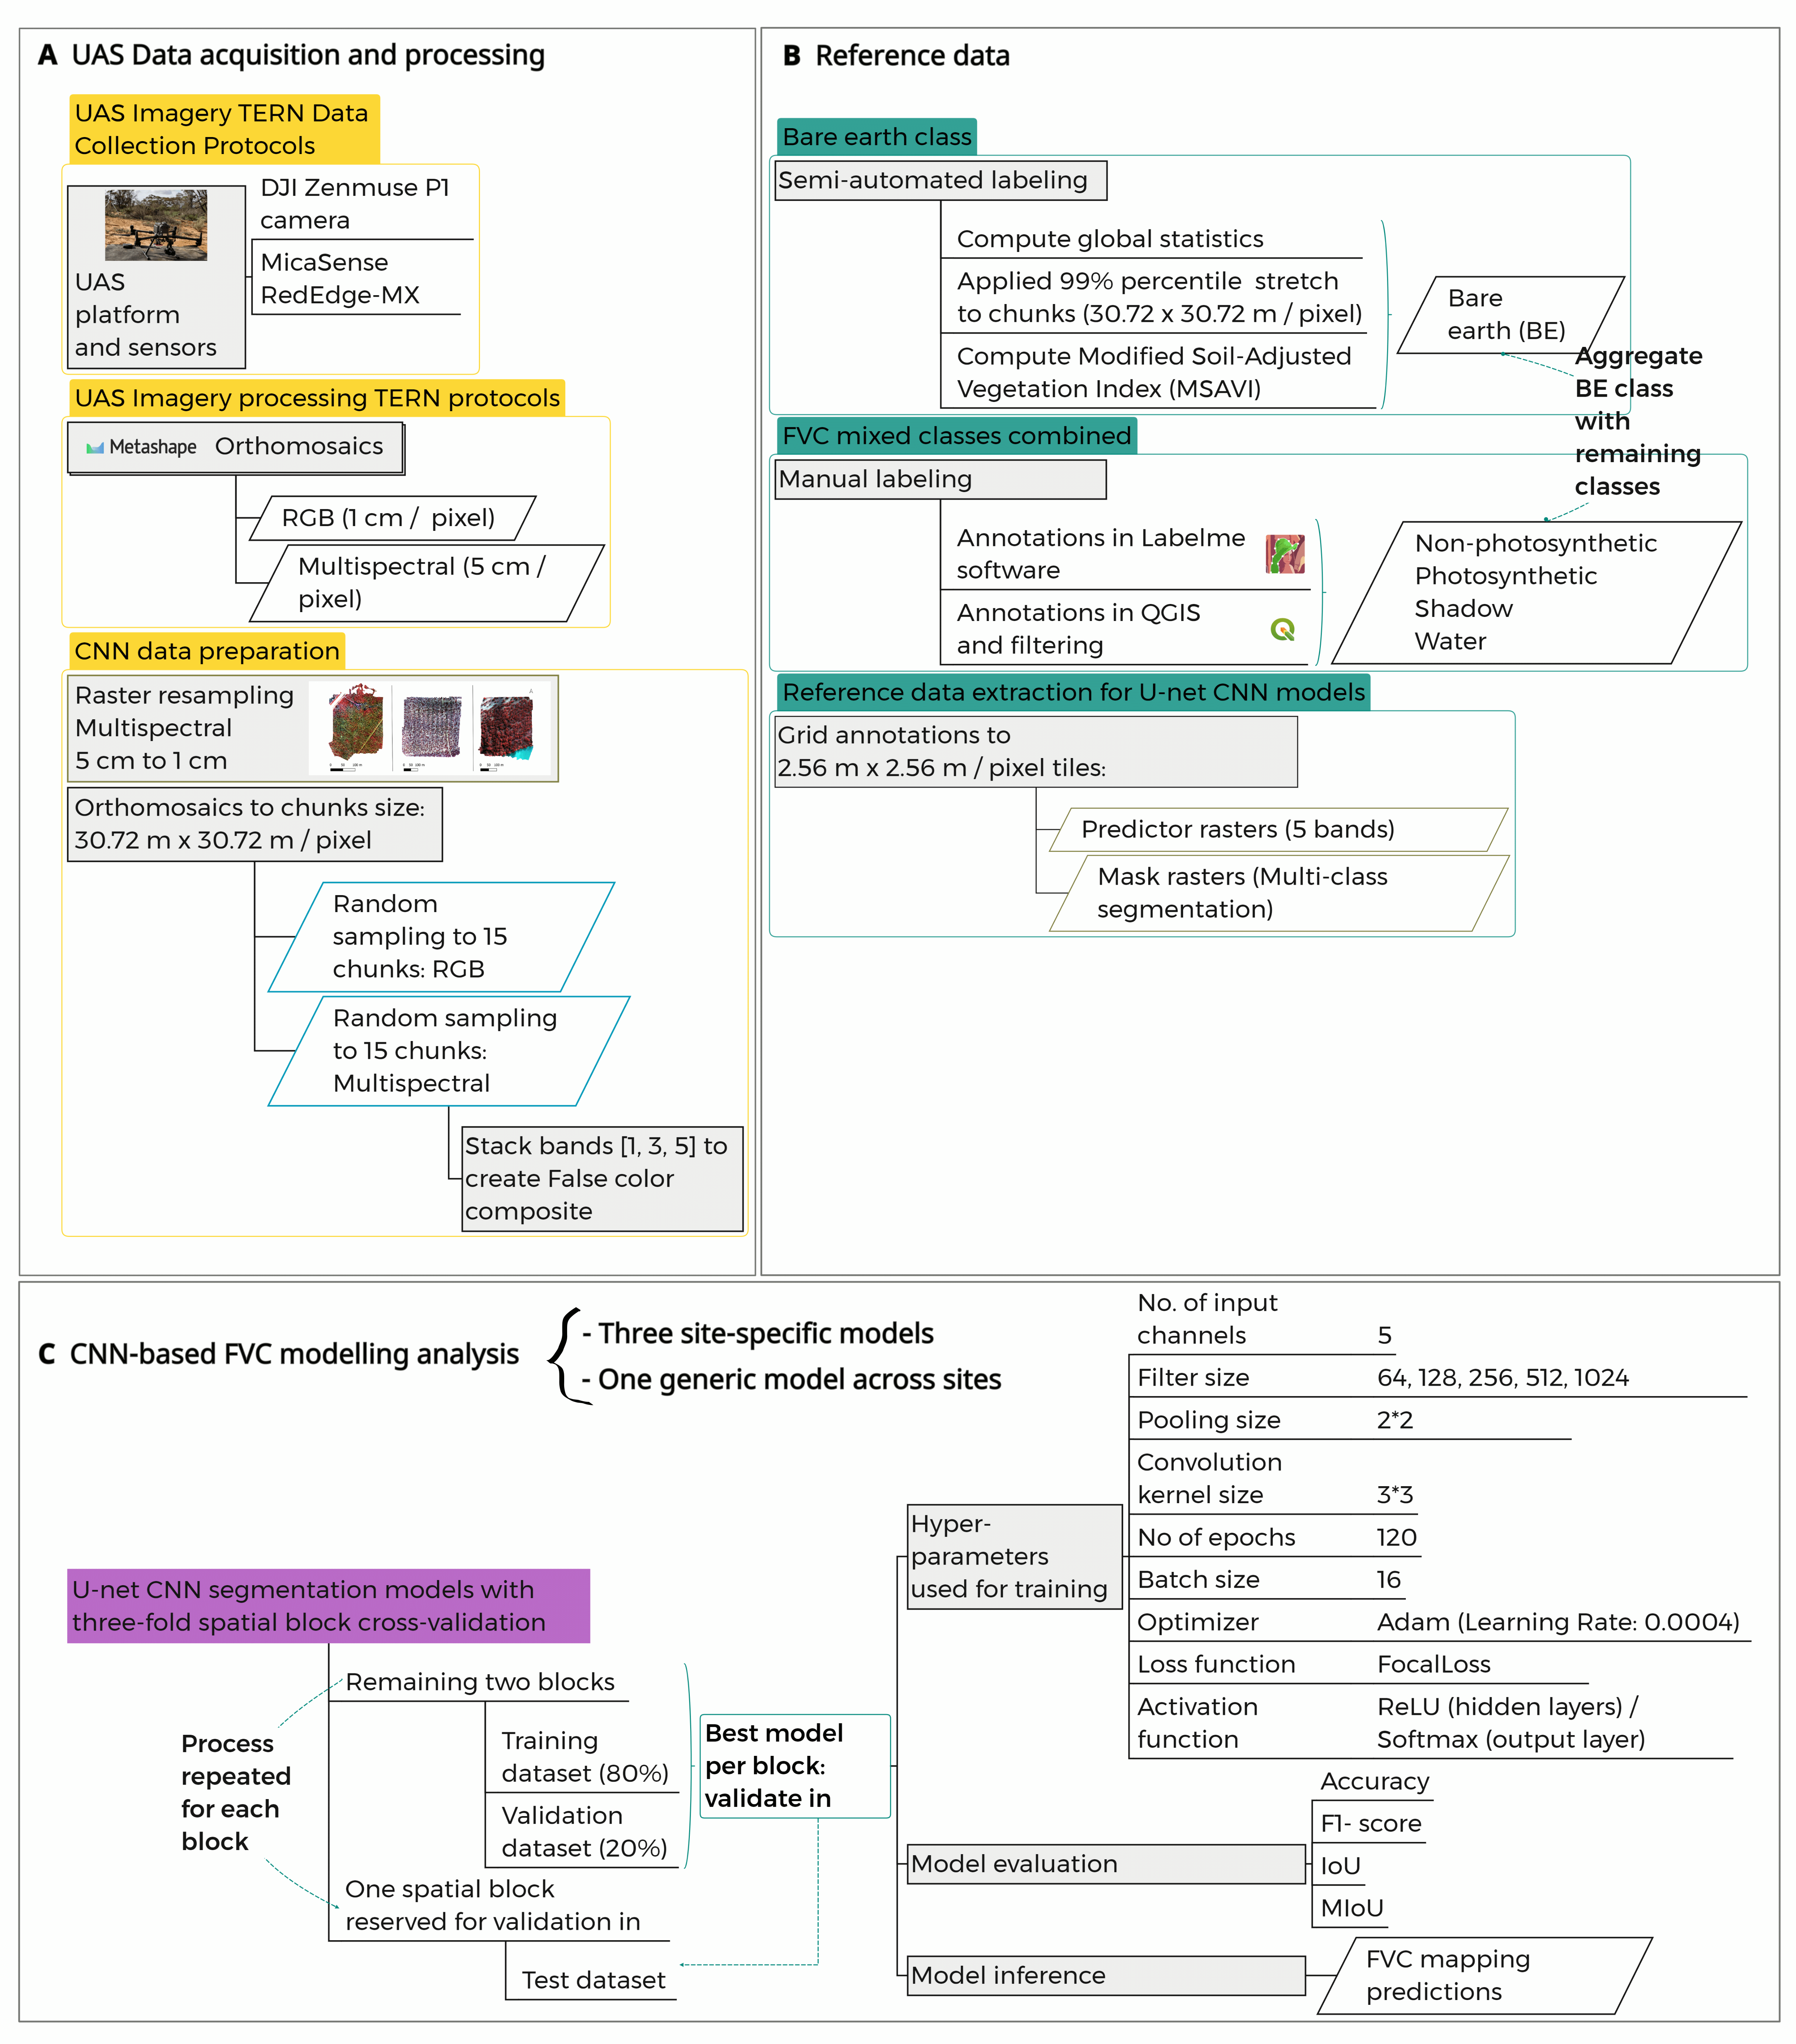 A UAS Data acquisition and processing
UAS Imagery TERN Data
Collection Protocols
UAS
platform
and sensors
DJI Zenmuse P1
camera
MicaSense
RedEdge-MX
UAS Imagery processing TERN protocols
Metashape Orthomosaics
RGB (1 cm / pixel)
Multispectral (5 cm /
pixel)
CNN data preparation
Raster resampling
Multispectral
5 cm to 1 cm
Orthomosaics to chunks size:
30.72 m x 30.72 m / pixel
Random
sampling to 15
chunks: RGB
Random sampling
to 15 chunks:
Multispectral
Stack bands [1, 3, 5] to
create False color
composite
B Reference data
Bare earth class
Semi-automated labeling
Compute global statistics
Applied 99% percentile stretch
to chunks (30.72 x 30.72 m / pixel)
Compute Modified Soil-Adjusted
Vegetation Index (MSAVI)
Bare
earth (BE)
Aggregate
BE class
with
remaining
classes
FVC mixed classes combined
Manual labeling
Annotations in Labelme
software
Annotations in QGIS
and filtering
Non-photosynthetic
Photosynthetic
Shadow
Water
Reference data extraction for U-net CNN models
Grid annotations to
2.56 m x 2.56 m / pixel tiles:
Predictor rasters (5 bands)
Mask rasters (Multi-class
segmentation)
C CNN-based FVC modelling analysis
- Three site-specific models
- One generic model across sites
U-net CNN segmentation models with
three-fold spatial block cross-validation
Remaining two blocks
Training
dataset (80%)
Validation
dataset (20%)
Process
repeated
for each
block
One spatial block
reserved for validation in
Test dataset
Best model
per block:
validate in
Hyper-
parameters
used for training
No. of input
channels 5
Filter size 64, 128, 256, 512, 1024
Pooling size 2*2
Convolution
kernel size 3*3
No of epochs 120
Batch size 16
Optimizer Adam (Learning Rate: 0.0004)
Loss function FocalLoss
Activation ReLU (hidden layers) /
function Softmax (output layer)
Model evaluation
Accuracy
F1- score
IoU
MIoU
Model inference
FVC mapping
predictions